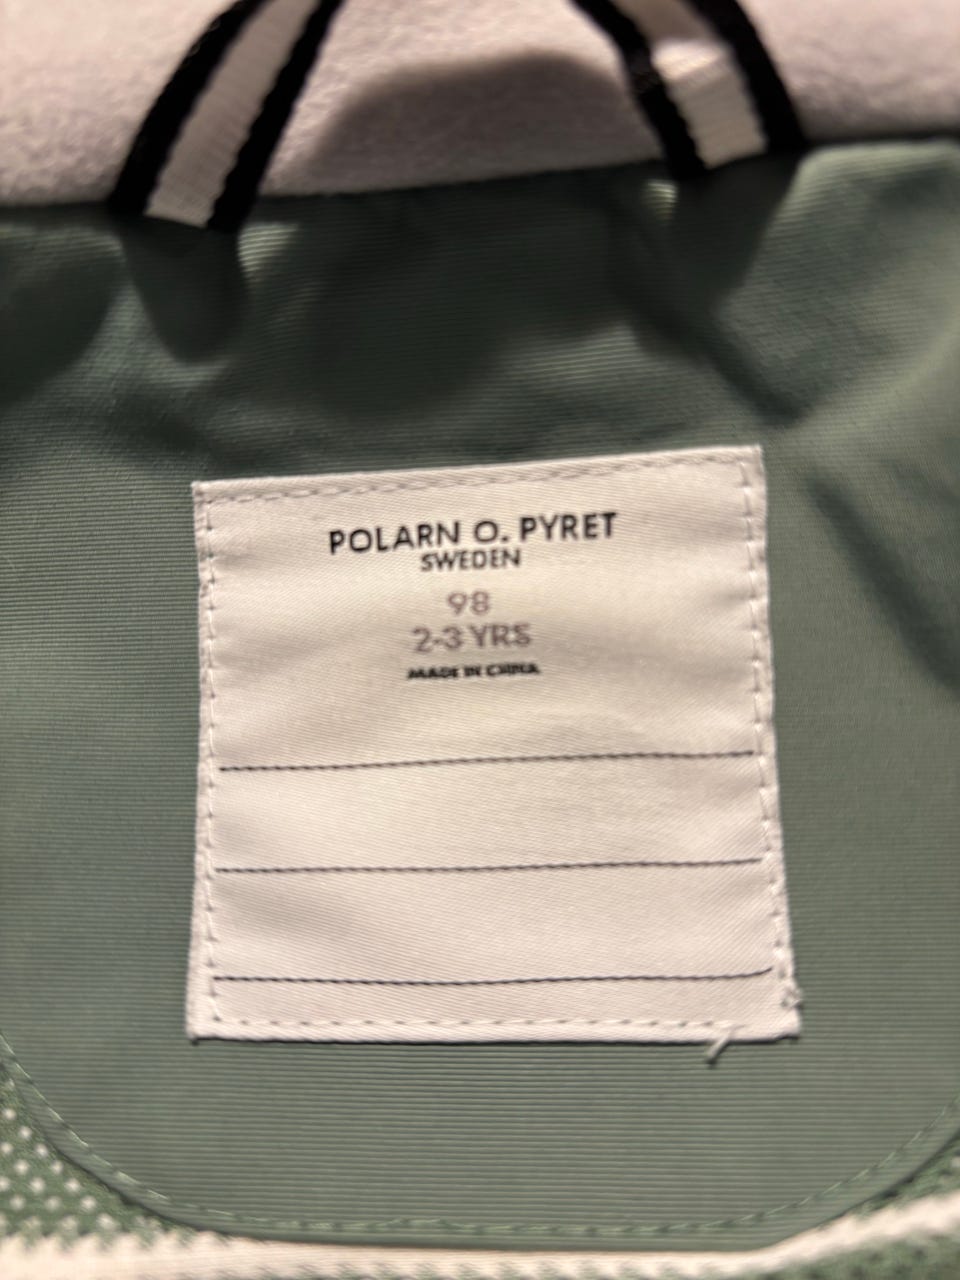 POLARN O. PYRET
SWEDEN
98
2-3 YRS
MADE IN CHINA